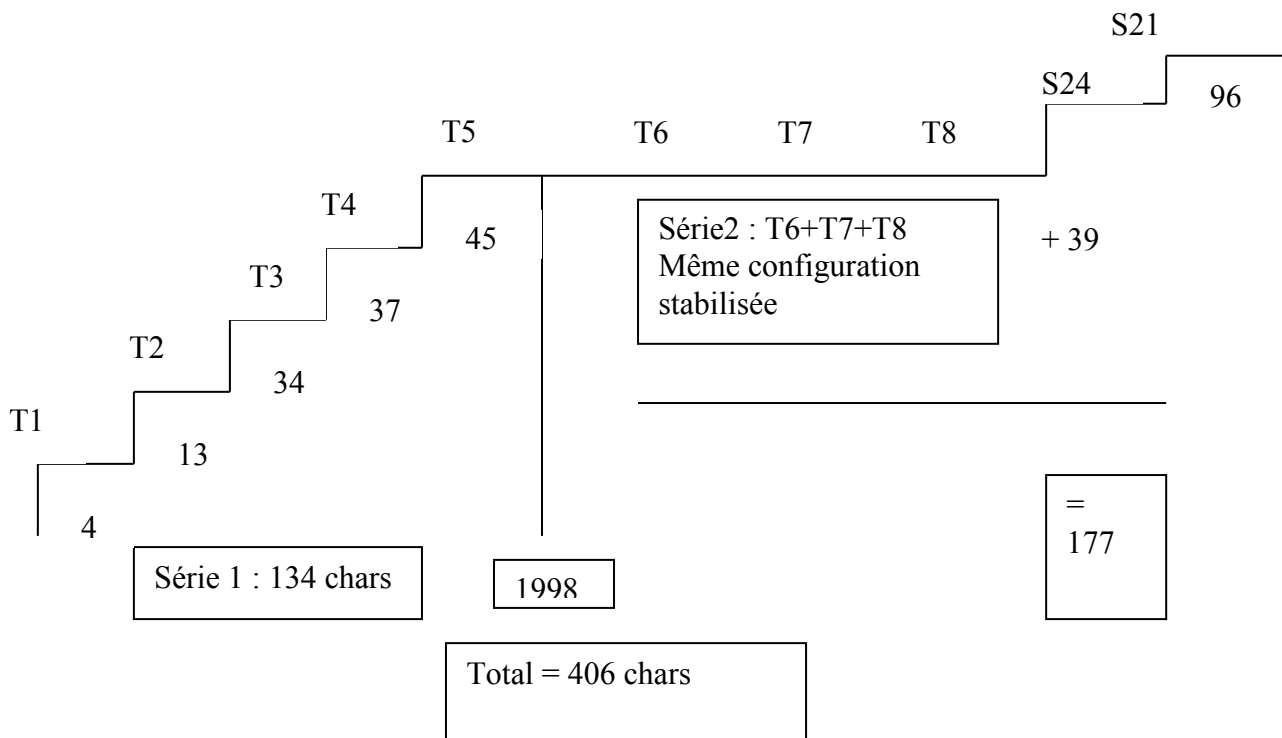 S21
S24
96
T5
T6
T7
T8
T4
45
Série2 : T6+T7+T8
Même configuration
stabilisée
+ 39
T3
37
T2
34
T1
13
4
=
177
Série 1 : 134 chars
1998
Total = 406 chars